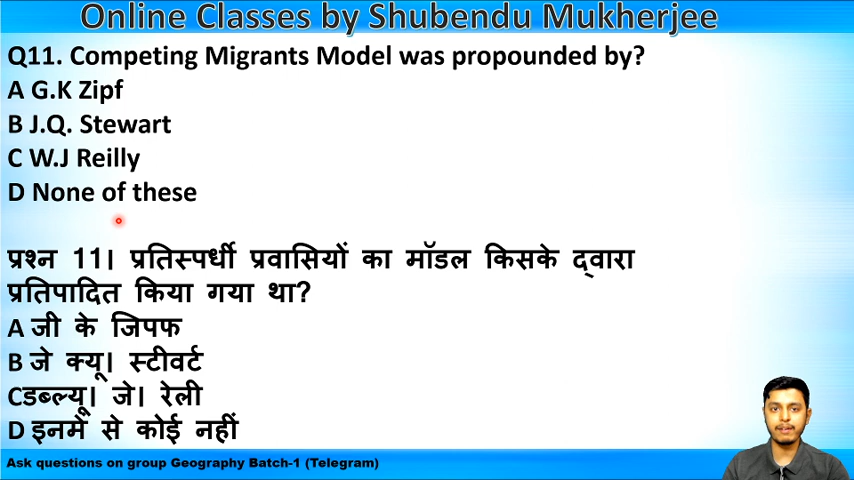 Online Classes by Shubendu Mukherjee
Q11. Competing Migrants Model was propounded by?
A G.K Zipf
B J.Q. Stewart
C W.J Reilly
D None of these
प्रश्न 11। प्रतिस्पर्धी प्रवासियों का मॉडल किसके द्वारा
प्रतिपादित किया गया था?
A जी के जिपफ
B जे क्यू। स्टीवर्ट
Cडब्ल्यू। जे। रेली
D इनमें से कोई नहीं
Ask questions on group Geography Batch-1 (Telegram)